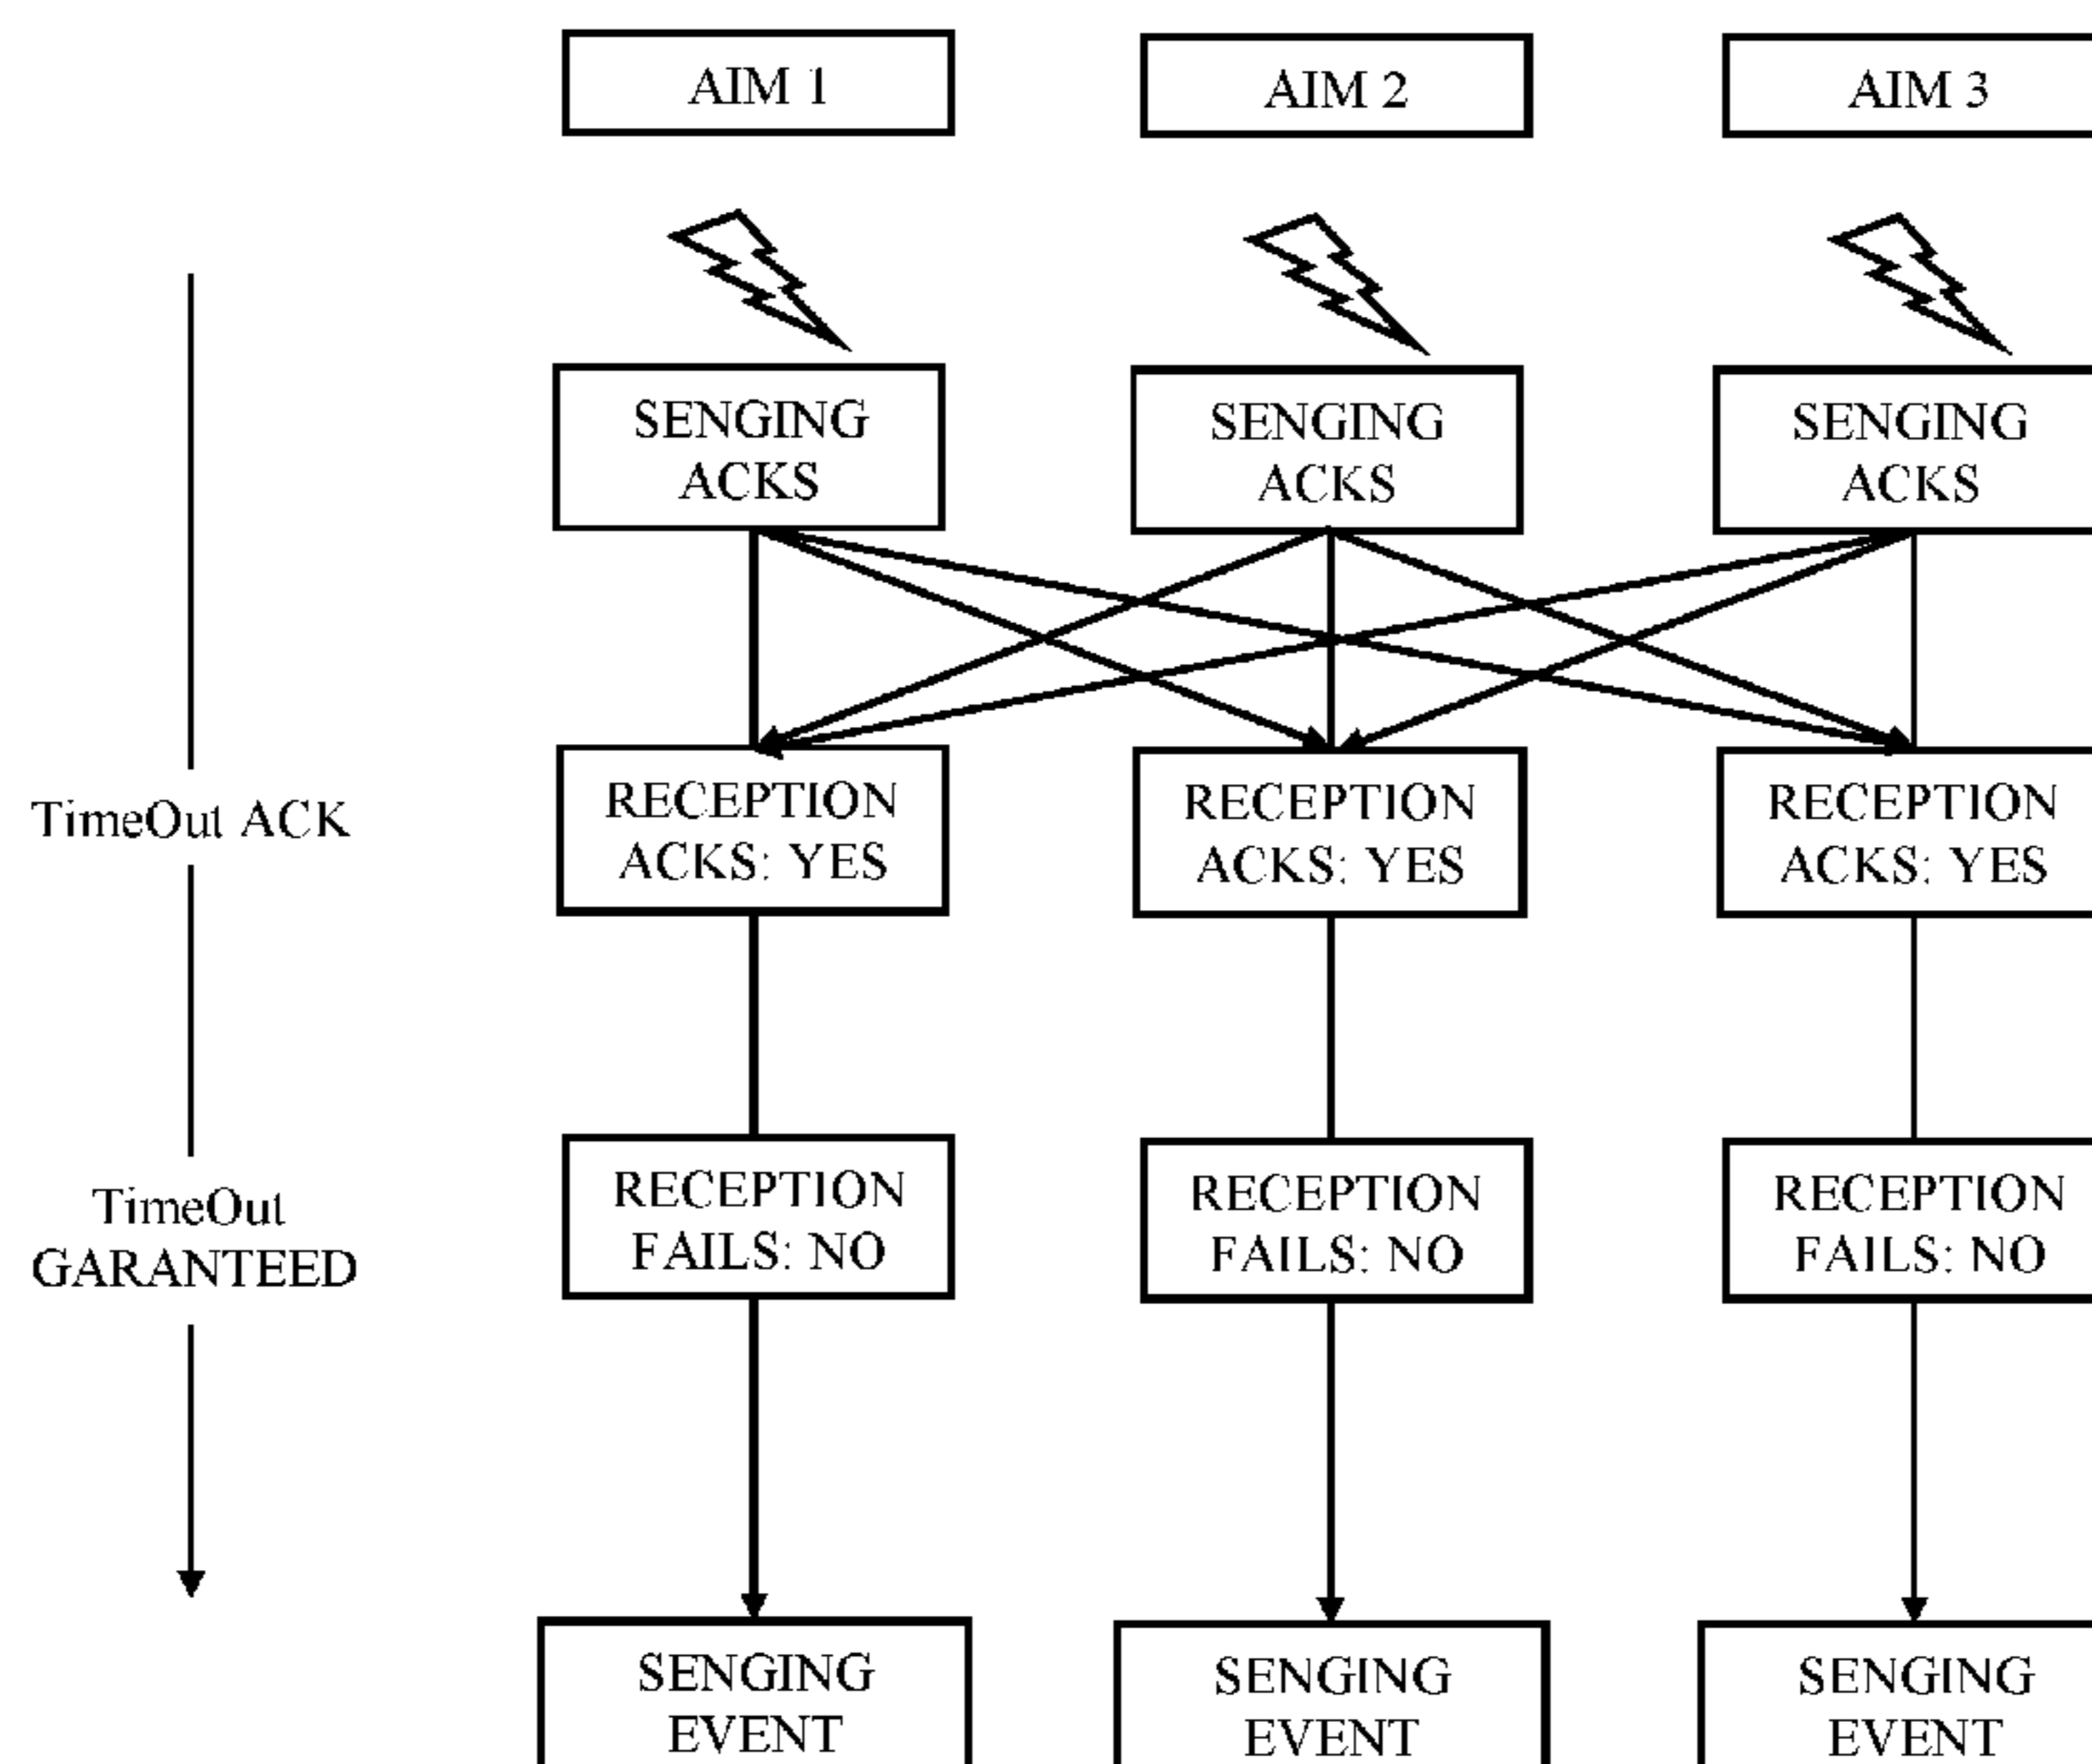 AIM 1
AIM 2
AIM 3
SENGING
ACKS
SENGING
ACKS
SENGING
ACKS
TimeOut ACK
RECEPTION
ACKS: YES
RECEPTION
ACKS: YES
RECEPTION
ACKS: YES
TimeOut
GARANTEED
RECEPTION
FAILS: NO
RECEPTION
FAILS: NO
RECEPTION
FAILS: NO
SENGING
EVENT
SENGING
EVENT
SENGING
EVENT